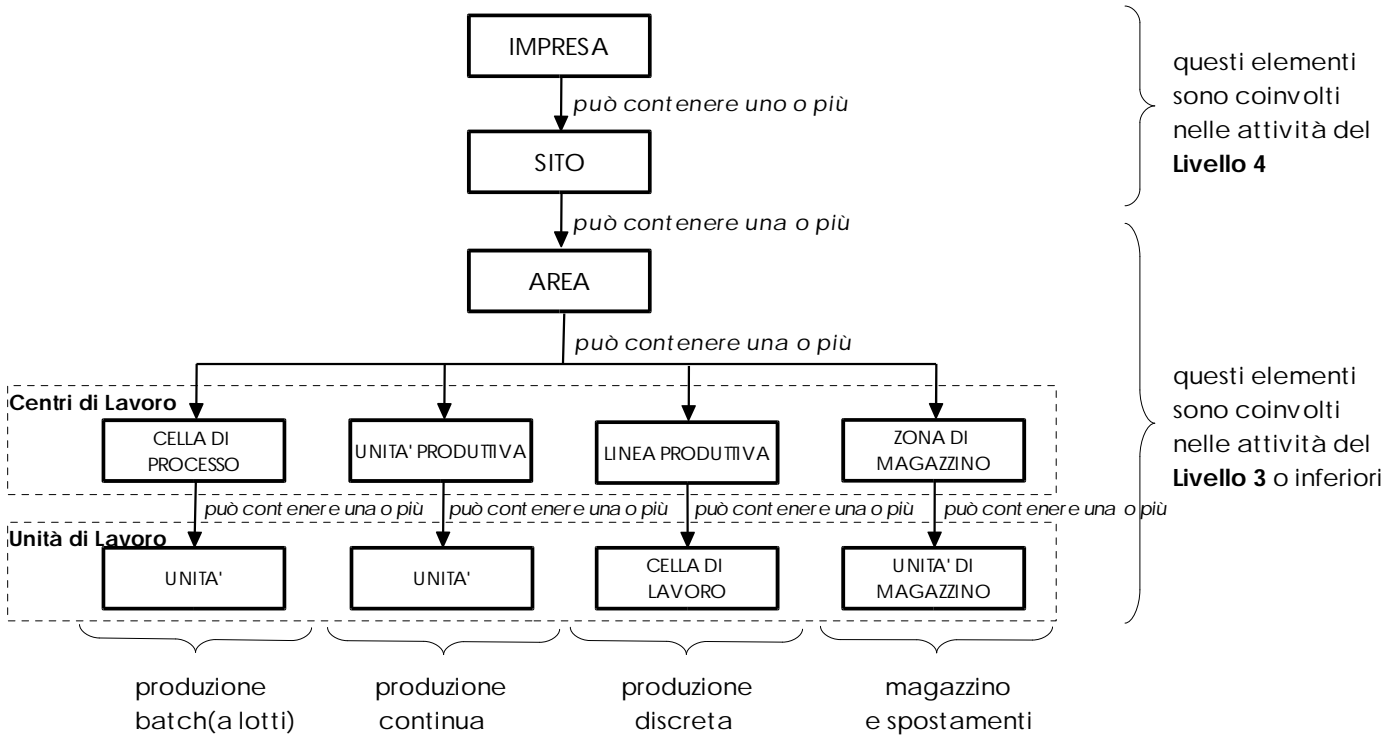 IMPRESA
può contenere uno o più
SITO
può contenere una o più
AREA
può contenere una o più
questi elementi
sono coinvolti
nelle attività del
Livello 4
questi elementi
sono coinvolti
nelle attività del
Livello 3 o inferiori
Centri di Lavoro
CELLA DI
PROCESSO
UNITA' PRODUTTIVA
LINEA PRODUTTIVA
ZONA DI
MAGAZZINO
può contenere una o più
può contenere una o più
può contenere una o più
può contenere una o più
Unità di Lavoro
UNITA'
UNITA'
CELLA DI
LAVORO
UNITA' DI
MAGAZZINO
produzione
batch(a lotti)
produzione
continua
produzione
discreta
magazzino
e spostamenti